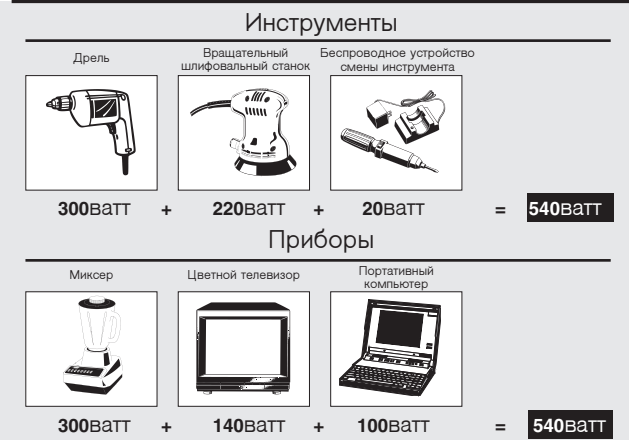 Инструменты
Дрель
Вращательный
шлифовальный станок
Беспроводное устройство
смены инструмента
300ВАТТ + 220ВАТТ + 20ВАТТ = 540ВАТТ
Приборы
Миксер
Цветной телевизор
Портативный
компьютер
300ВАТТ + 140ВАТТ + 100ВАТТ = 540ВАТТ